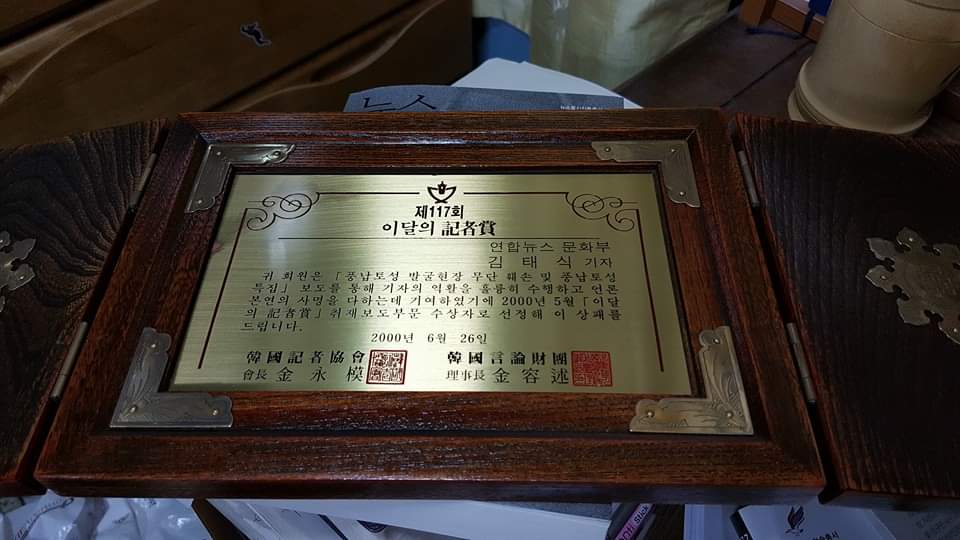 뉴스
제117회
이달의 記者賞
연합뉴스 문화부
김 태 식 기자
귀 회원은 「풍납토성 발굴현장 무단 훼손 및 풍납토성
특집」 보도를 통해 기자의 역할을 훌륭히 수행하고 언론
본연의 사명을 다하는데 기여하였기에 2000년 5월 「이달
의 記者賞」 취재보도부문 수상자로 선정해 이 상패를
드립니다.
2000년 6월 26일
韓國記者協會
會長 金永模
韓國言論財團
理事長 金容述